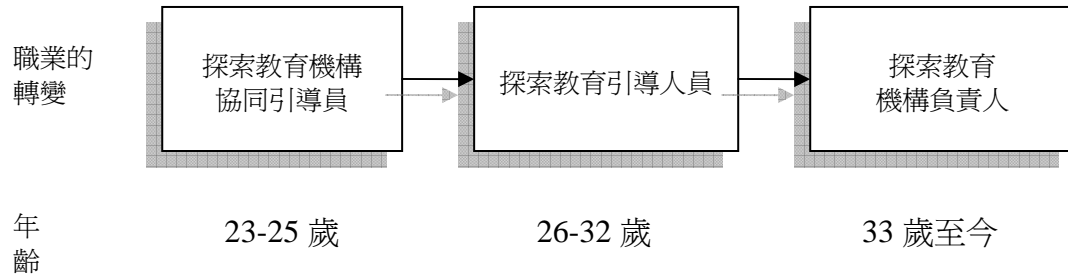 職業的
轉變
探索教育機構
協同引導員
探索教育引導人員
探索教育
機構負責人
年
齡
23-25 歲
26-32 歲
33 歲至今